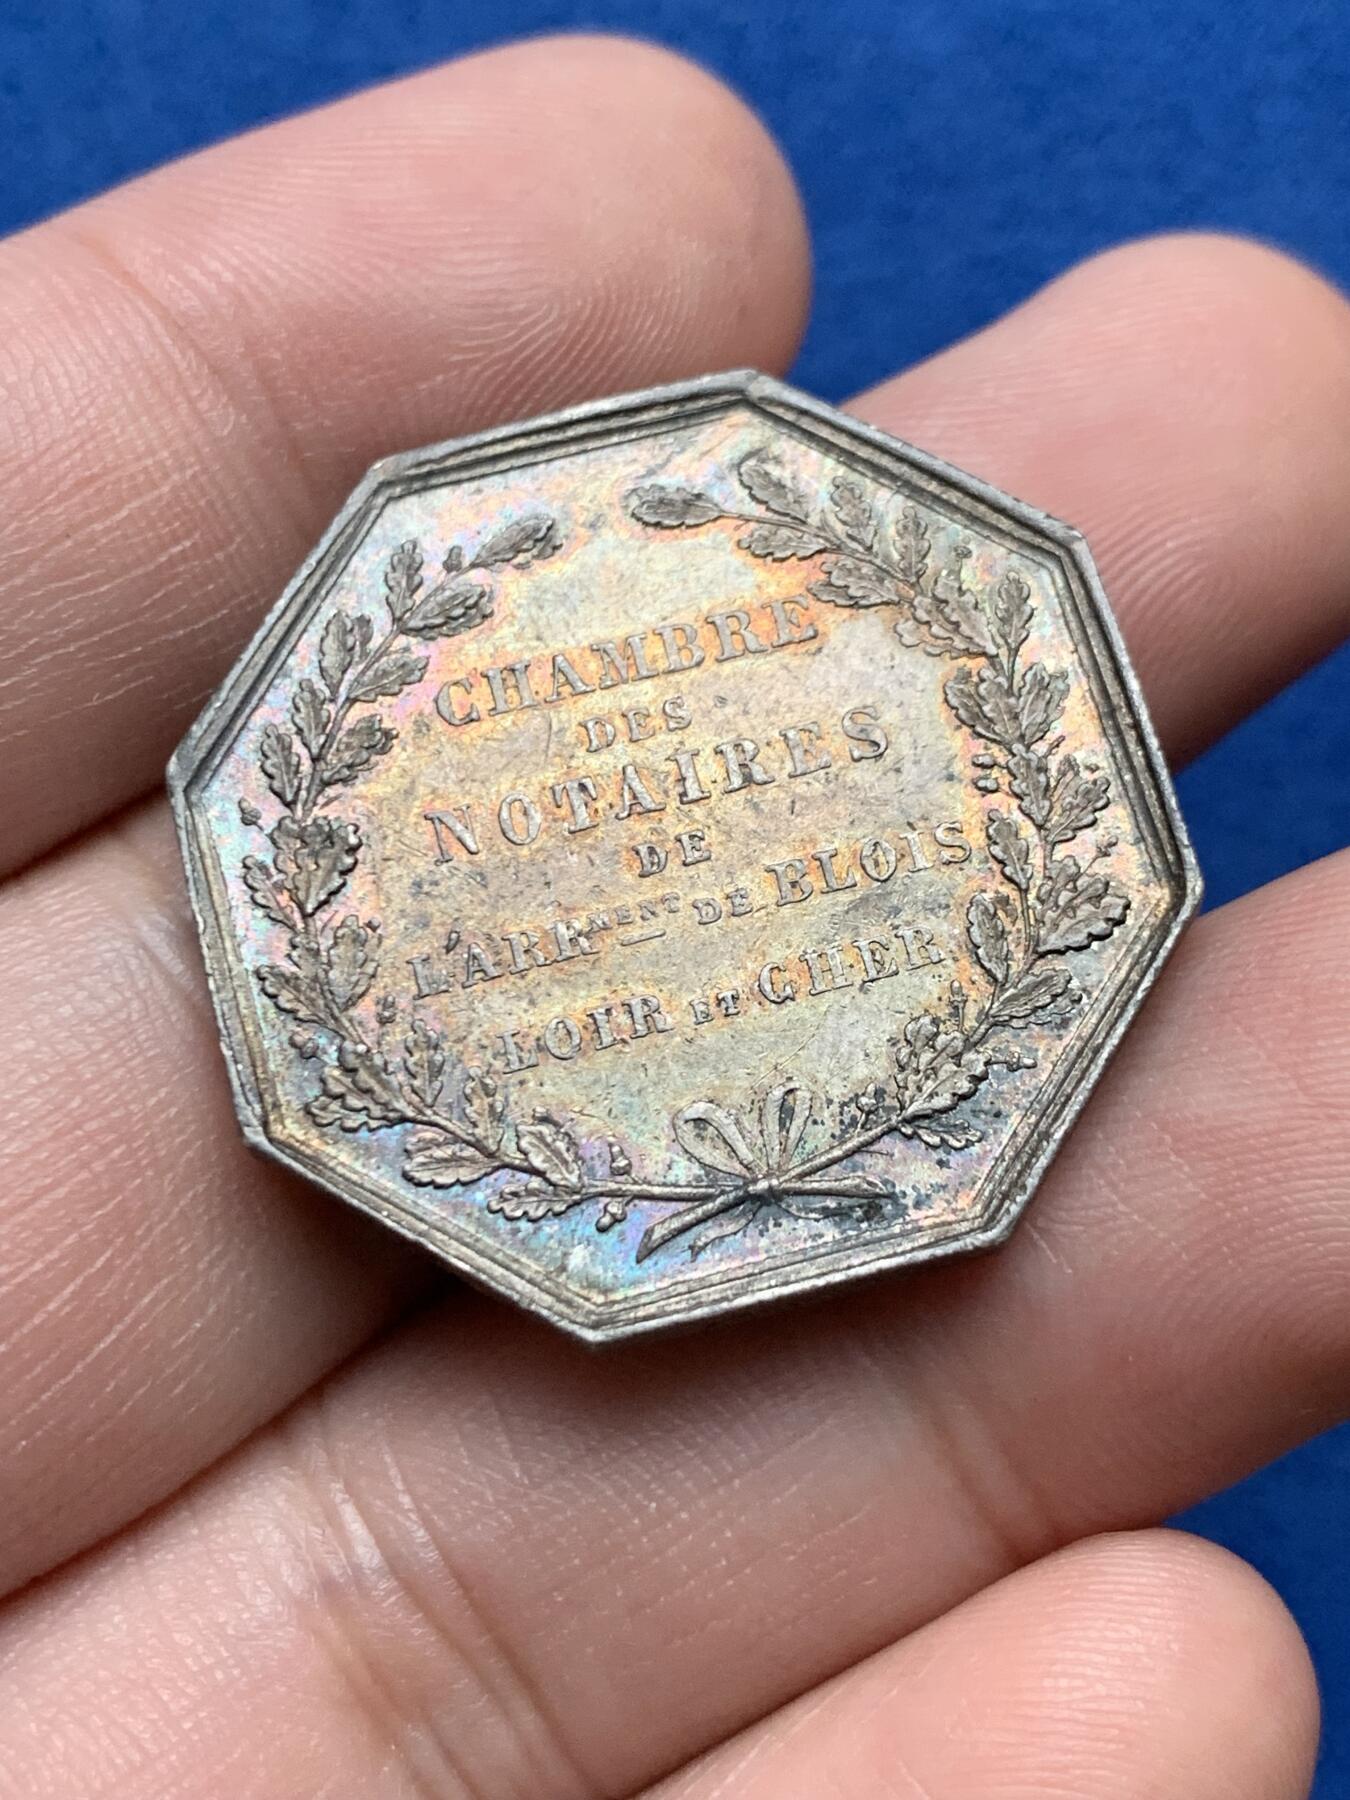 CHAMBRE
DES
NOTAIRES
DE
L'ARRMENT DE BLOIS
LOIR ET CHER